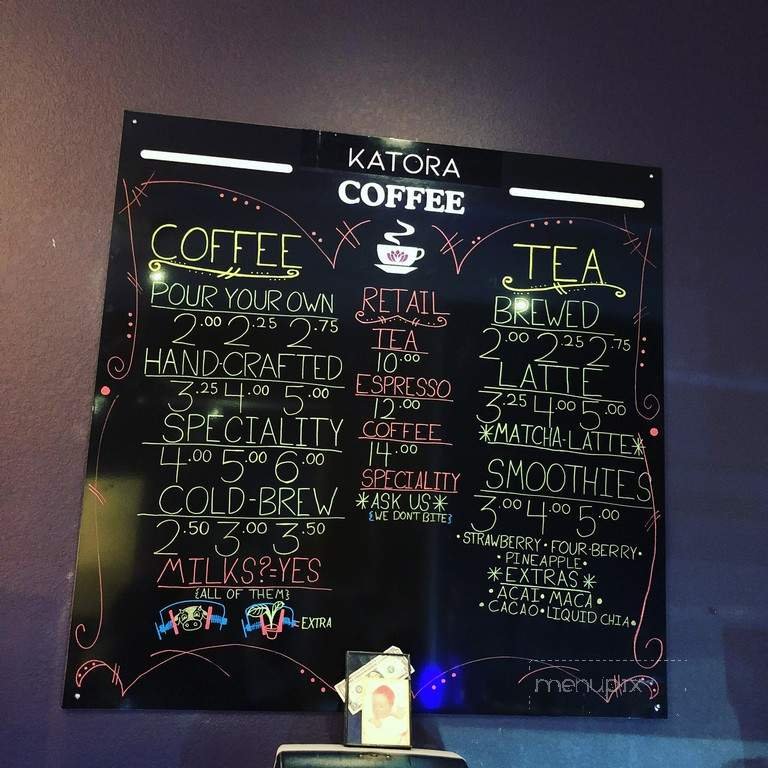 KATORA
COFFEE
COFFEE
POUR YOUR OWN
2.00 2.25 2.75
HAND-CRAFTED
3.25 4.00 5.00
SPECIALITY
4.00 5.00 6.00
COLD-BREW
2.50 3.00 3.50
MILKS?=YES
{ALL OF THEM}
=EXTRA
RETAIL
TEA
10.00
ESPRESSO
12.00
COFFEE
14.00
SPECIALITY
*ASK US*
{WE DONT BITE}
TEA
BREWED
2.00 2.25 2.75
LATTE
3.25 4.00 5.00
*MATCHA-LATTE*
SMOOTHIES
3.00 4.00 5.00
•STRAWBERRY•FOUR-BERRY•
PINEAPPLE•
*EXTRAS*
•ACAI•MACA•
•CACAO•LIQUID CHIA•
menupix